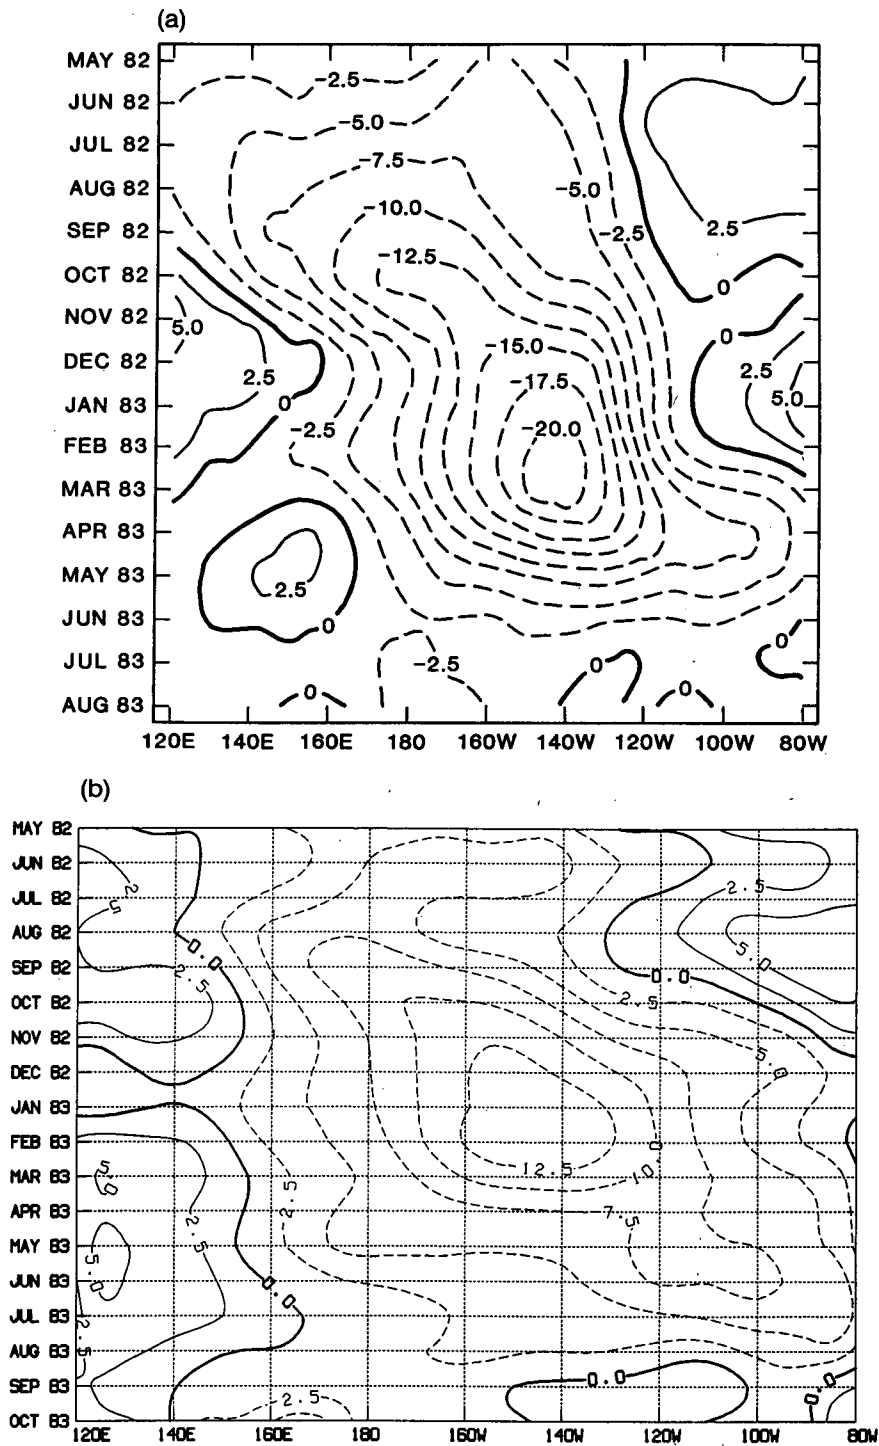 (a)
MAY 82
-2.5
JUN 82
-5.0
JUL 82
-7.5
AUG 82
-5.0
-10.0
SEP 82
-2.5
2.5
-12.5
OCT 82
0
NOV 82
5.0
0
-15.0
DEC 82
2.5
-17.5
2.5
JAN 83
0
5.0
-2.5
-20.0
FEB 83
MAR 83
APR 83
MAY 83
2.5
JUN 83
0
0
JUL 83
-2.5
0
AUG 83
0
0
120E 140E 160E 180 160W 140W 120W 100W 80W
(b)
MAY 82
JUN 82
2.5
2.5
JUL 82
5
AUG 82
0.0
5.0
SEP 82
2.5
0.0
OCT 82
2.5
NOV 82
5.0
DEC 82
JAN 83
FEB 83
0
MAR 83
5.0
12.5
10
2.5
APR 83
7.5
2.5
MAY 83
5.0
JUN 83
0.0
JUL 83
2.5
AUG 83
SEP 83
0.0
2.5
0.0
OCT 83
120E 140E 160E 180 160W 140W 120W 100W 80W